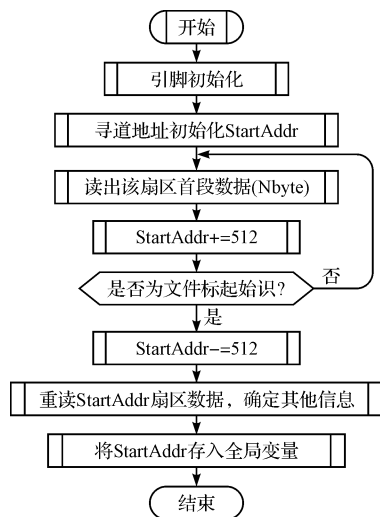 开始
引脚初始化
寻道地址初始化StartAddr
读出该扇区首段数据(Nbyte)
StartAddr+=512
是否为文件标起始识?
否
是
StartAddr-=512
重读StartAddr扇区数据，确定其他信息
将StartAddr存入全局变量
结束